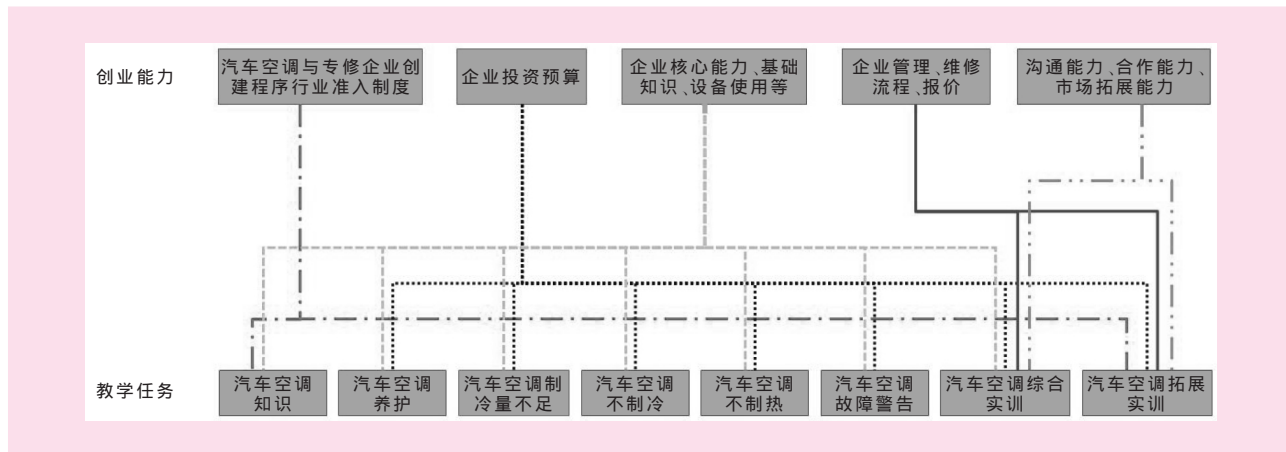 创业能力
汽车空调与专修企业创
建程序行业准入制度
企业投资预算
企业核心能力、基础
知识、设备使用等
企业管理、维修
流程、报价
沟通能力、合作能力、
市场拓展能力
教学任务
汽车空调
知识
汽车空调
养护
汽车空调制
冷量不足
汽车空调
不制冷
汽车空调
不制热
汽车空调
故障警告
汽车空调综合
实训
汽车空调拓展
实训